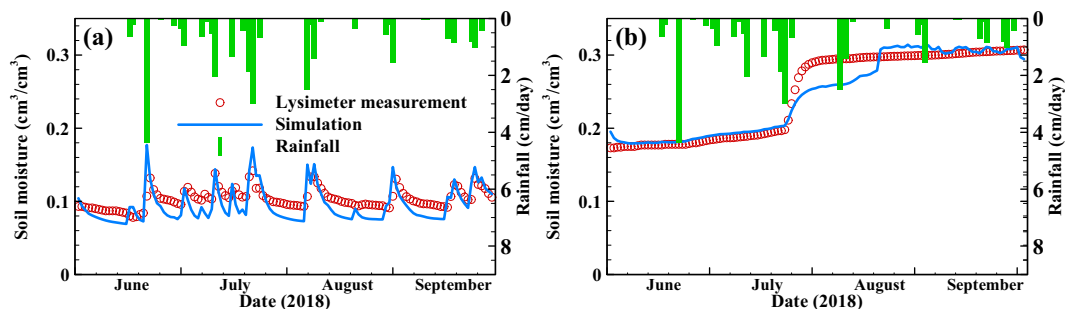 (a)
Soil moisture (cm³/cm³)
0.3
0.2
0.1
0
Lysimeter measurement
Simulation
Rainfall
0
2
4
6
8
Rainfall (cm/day)
June July August September
Date (2018)
(b)
Soil moisture (cm³/cm³)
0.3
0.2
0.1
0
0
2
4
6
8
Rainfall (cm/day)
June July August September
Date (2018)